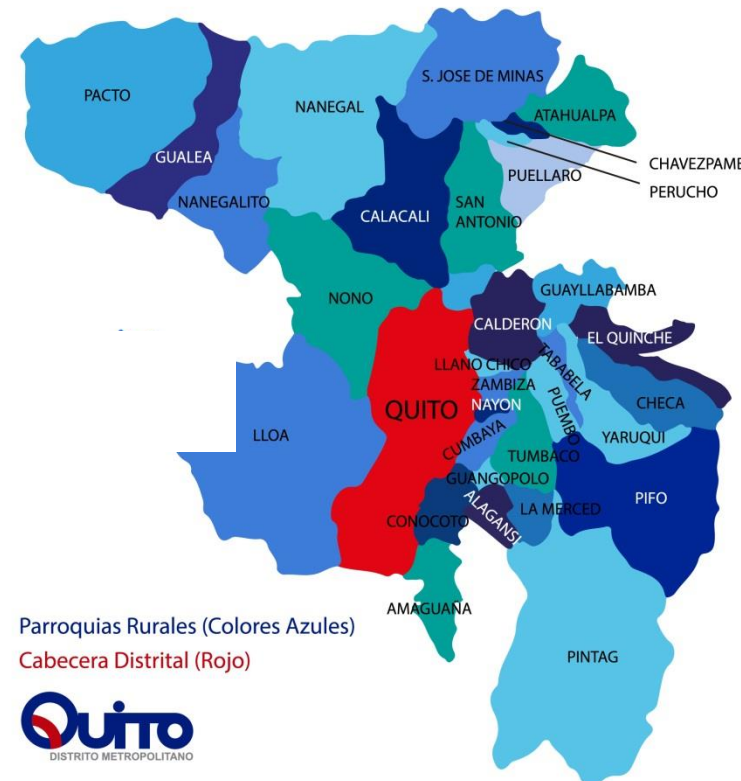 S. JOSE DE MINAS
PACTO
NANEGAL
ATAHUALPA
GUALEA
CHAVEZPAME
PUELLARO
PERUCHO
NANEGALITO
CALACALI
SAN
ANTONIO
NONO
GUAYLLABAMBA
CALDERON
EL QUINCHE
LLANO CHICO
TABABELA
ZAMBIZA
NAYON
PUEMBO
CHECA
QUITO
LLOA
CUMBAYA
YARUQUI
TUMBACO
GUANGOPOLO
ALAGANSI
LA MERCED
PIFO
CONOCOTO
AMAGUAÑA
PINTAG
Parroquias Rurales (Colores Azules)
Cabecera Distrital (Rojo)
QUITO
DISTRITO METROPOLITANO